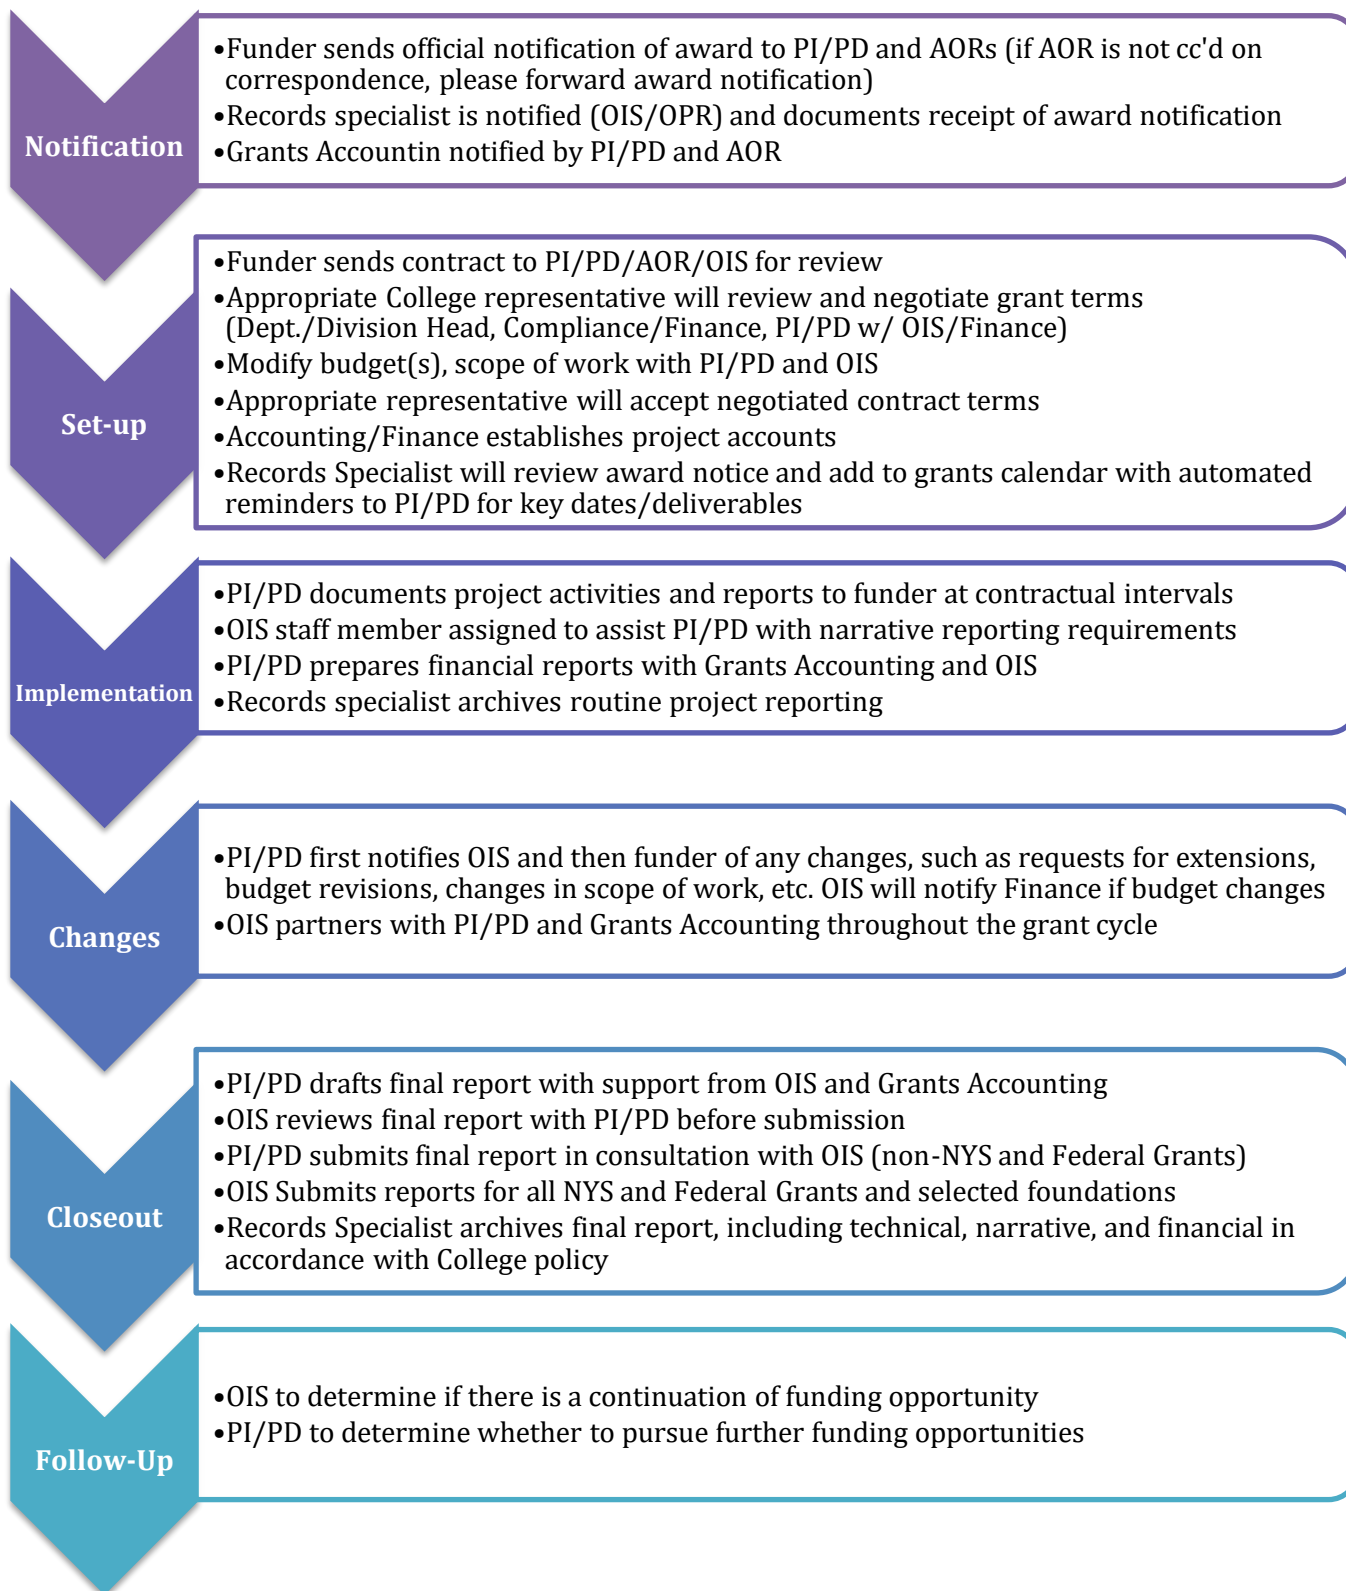 Notification
•Funder sends official notification of award to PI/PD and AORs (if AOR is not cc'd on
correspondence, please forward award notification)
•Records specialist is notified (OIS/OPR) and documents receipt of award notification
•Grants Accountin notified by PI/PD and AOR
Set-up
•Funder sends contract to PI/PD/AOR/OIS for review
•Appropriate College representative will review and negotiate grant terms
(Dept./Division Head, Compliance/Finance, PI/PD w/ OIS/Finance)
•Modify budget(s), scope of work with PI/PD and OIS
•Appropriate representative will accept negotiated contract terms
•Accounting/Finance establishes project accounts
•Records Specialist will review award notice and add to grants calendar with automated
reminders to PI/PD for key dates/deliverables
Implementation
•PI/PD documents project activities and reports to funder at contractual intervals
•OIS staff member assigned to assist PI/PD with narrative reporting requirements
•PI/PD prepares financial reports with Grants Accounting and OIS
•Records specialist archives routine project reporting
Changes
•PI/PD first notifies OIS and then funder of any changes, such as requests for extensions,
budget revisions, changes in scope of work, etc. OIS will notify Finance if budget changes
•OIS partners with PI/PD and Grants Accounting throughout the grant cycle
Closeout
•PI/PD drafts final report with support from OIS and Grants Accounting
•OIS reviews final report with PI/PD before submission
•PI/PD submits final report in consultation with OIS (non-NYS and Federal Grants)
•OIS Submits reports for all NYS and Federal Grants and selected foundations
•Records Specialist archives final report, including technical, narrative, and financial in
accordance with College policy
Follow-Up
•OIS to determine if there is a continuation of funding opportunity
•PI/PD to determine whether to pursue further funding opportunities